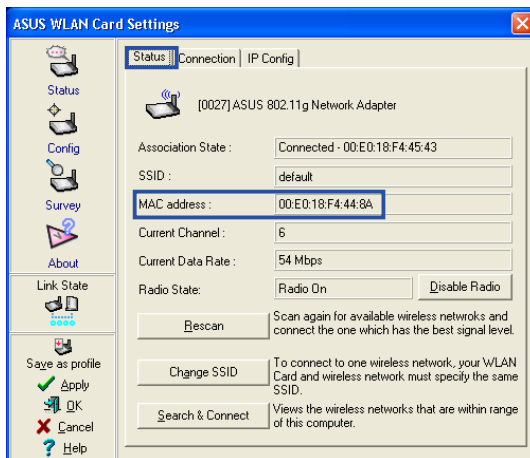 ASUS WLAN Card Settings
Status
Config
Survey
About
Link State
Save as profile
Apply
OK
Cancel
Help
Status Connection IP Config
[0027] ASUS 802.11g Network Adapter
Association State : Connected - 00:E0:18:F4:45:43
SSID : default
MAC address : 00:E0:18:F4:44:8A
Current Channel : 6
Current Data Rate : 54 Mbps
Radio State: Radio On Disable Radio
Rescan
Scan again for available wireless netwroks and
connect the one which has the best signal level.
Change SSID
To connect to one wireless network, your WLAN
Card and wireless network must specify the same
SSID.
Search & Connect
Views the wireless networks that are within range
of this computer.